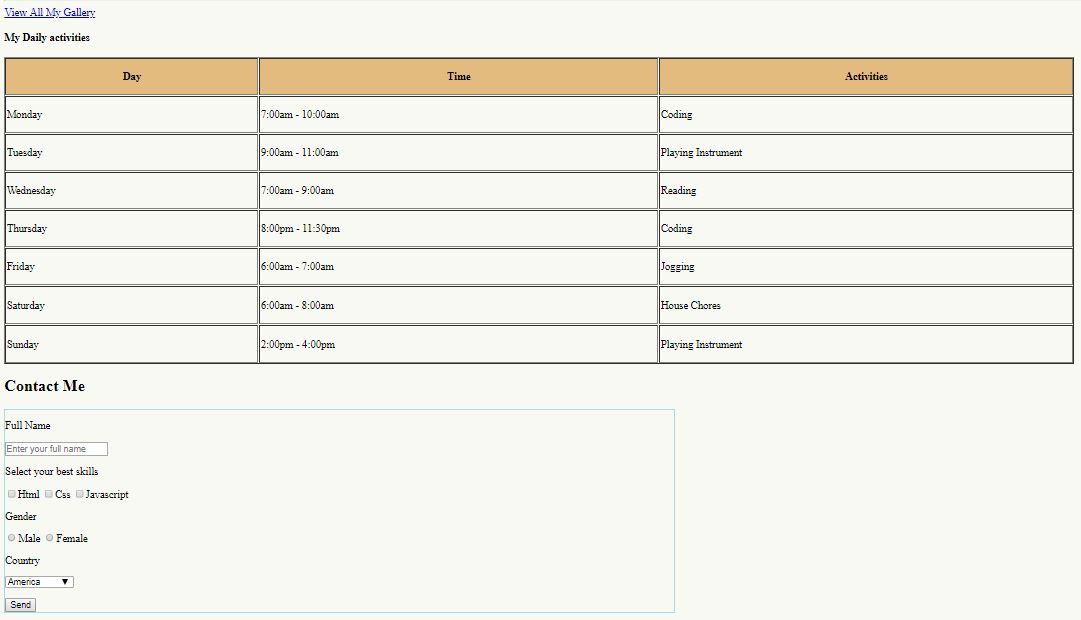 View All My Gallery
My Daily activities
Day Time Activities
Monday 7:00am - 10:00am Coding
Tuesday 9:00am - 11:00am Playing Instrument
Wednesday 7:00am - 9:00am Reading
Thursday 8:00pm - 11:30pm Coding
Friday 6:00am - 7:00am Jogging
Saturday 6:00am - 8:00am House Chores
Sunday 2:00pm - 4:00pm Playing Instrument
Contact Me
Full Name
Enter your full name
Select your best skills
Html Css Javascript
Gender
Male Female
Country
America
Send